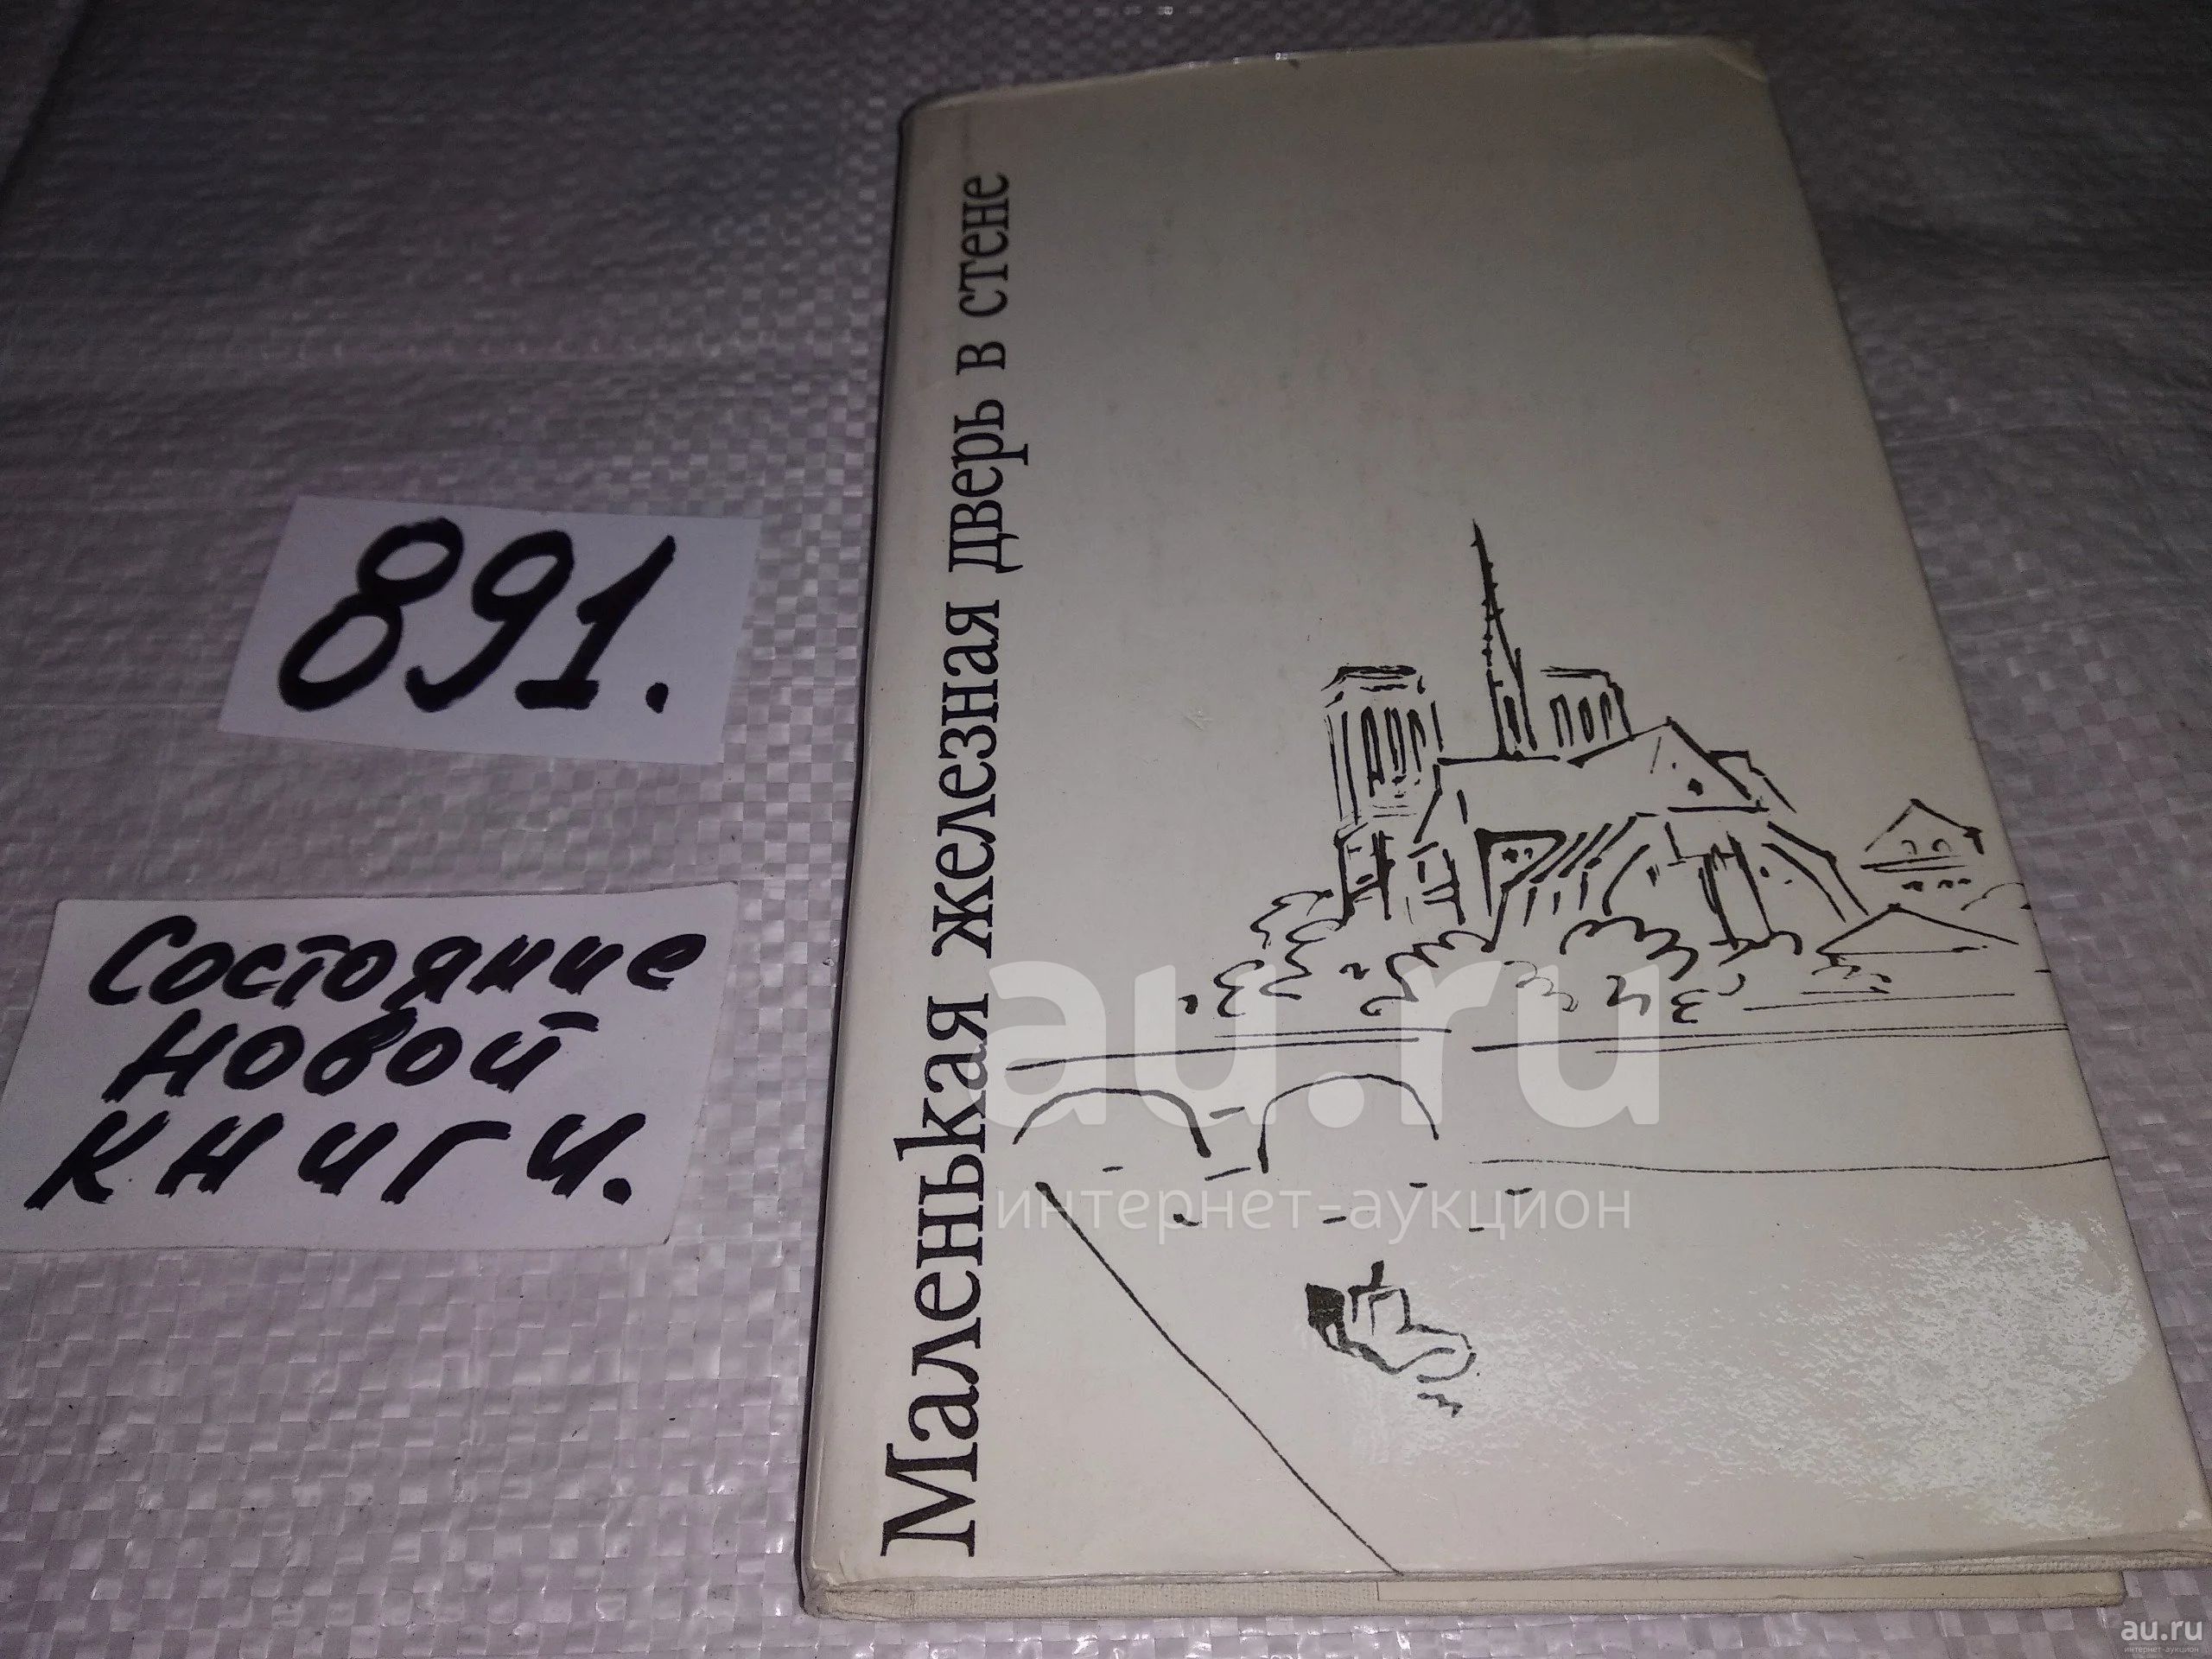 891.
Состояние
новой
книги.
Маленькая железная дверь в стене
au.ru
интернет-аукцион
au.ru
интернет-аукцион